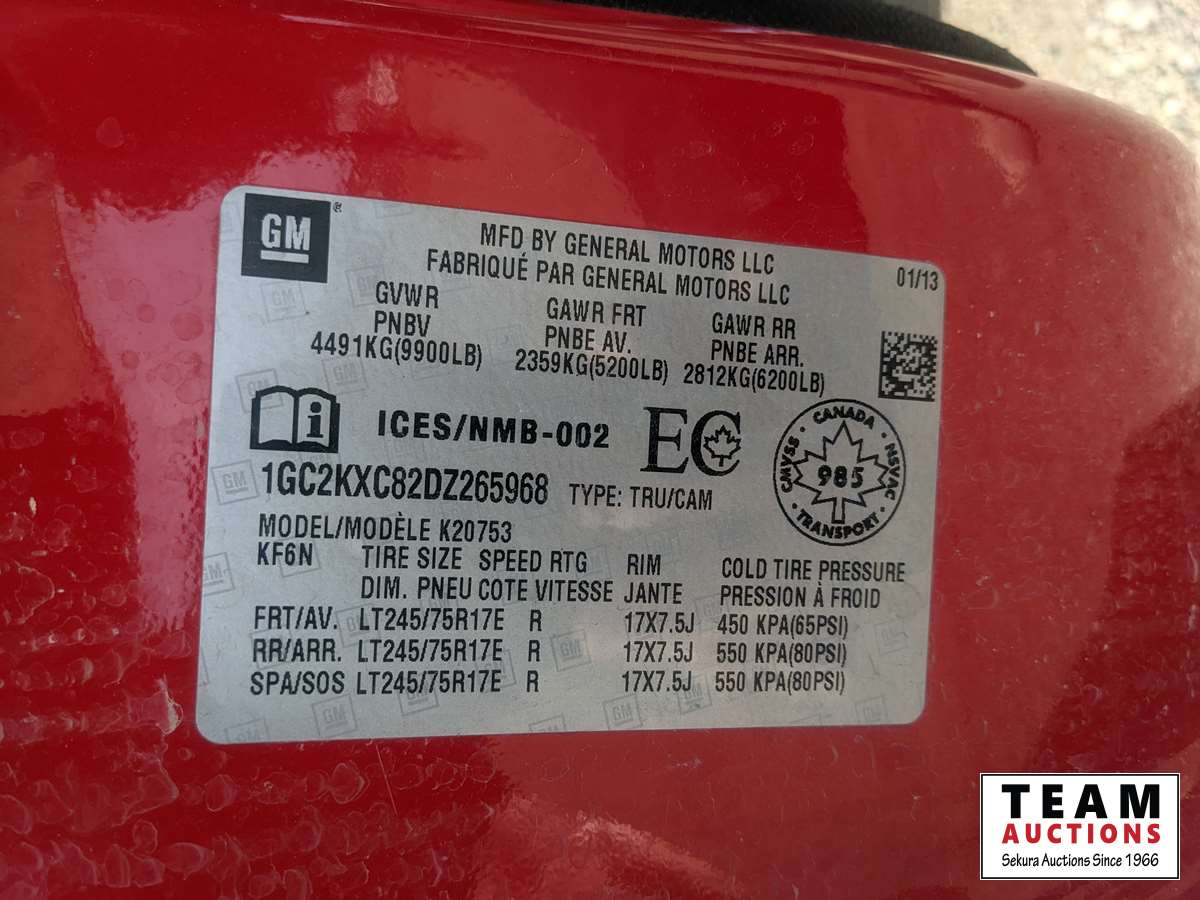 GM ®
MFD BY GENERAL MOTORS LLC
FABRIQUÉ PAR GENERAL MOTORS LLC
01/13
GVWR GAWR FRT GAWR RR
PNBV PNBE AV. PNBE ARR.
4491KG(9900LB) 2359KG(5200LB) 2812KG(6200LB)
i ICES/NMB-002 EC
CANADA
CMVSS 985 NSVAC
TRANSPORT
1GC2KXC82DZ265968 TYPE: TRU/CAM
MODEL/MODÈLE K20753
KF6N TIRE SIZE SPEED RTG RIM COLD TIRE PRESSURE
DIM. PNEU COTE VITESSE JANTE PRESSION À FROID
FRT/AV. LT245/75R17E R 17X7.5J 450 KPA(65PSI)
RR/ARR. LT245/75R17E R 17X7.5J 550 KPA(80PSI)
SPA/SOS LT245/75R17E R 17X7.5J 550 KPA(80PSI)
TEAM
AUCTIONS
Sekura Auctions Since 1966